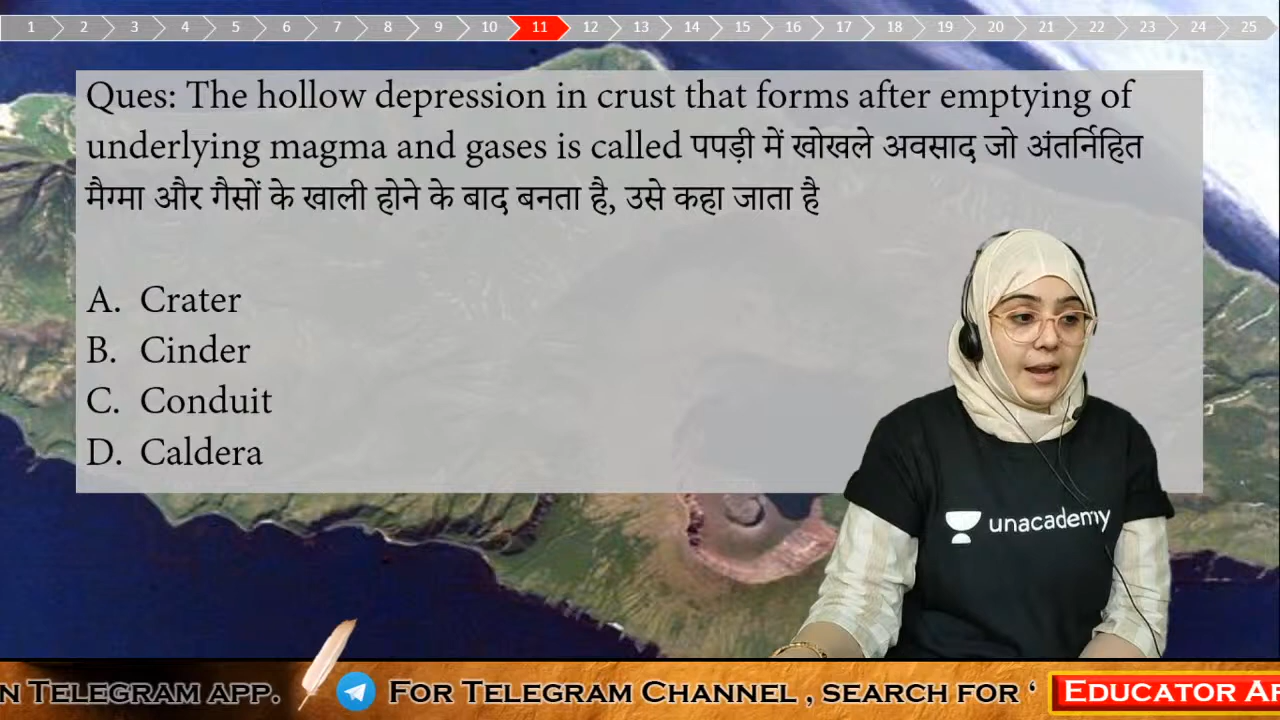 1 2 3 4 5 6 7 8 9 10 11 12 13 14 15 16 17 18 19 20 21 22 23 24 25
Ques: The hollow depression in crust that forms after emptying of
underlying magma and gases is called पपड़ी में खोखले अवसाद जो अंतर्निहित
मैग्मा और गैसों के खाली होने के बाद बनता है, उसे कहा जाता है
A. Crater
B. Cinder
C. Conduit
D. Caldera
unacademy
N TELEGRAM APP. FOR TELEGRAM CHANNEL , SEARCH FOR ‘ EDUCATOR AP